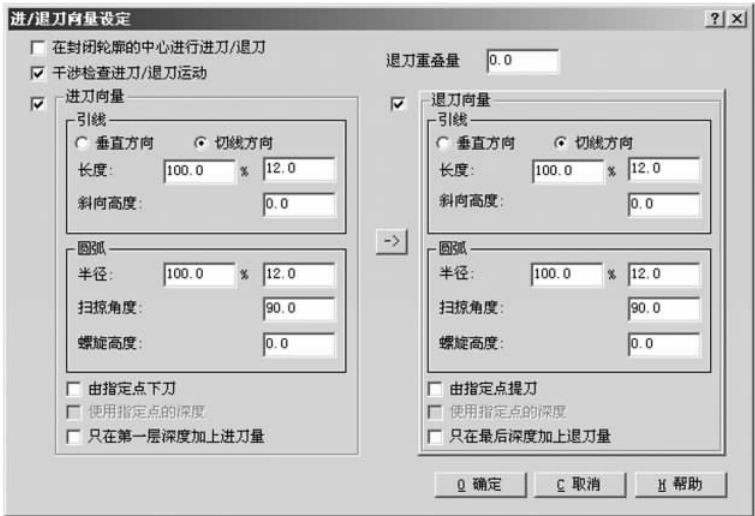 进/退刀向量设定
? ×
在封闭轮廓的中心进行进刀/退刀
退刀重叠量 0.0
干涉检查进刀/退刀运动
进刀向量
引线
垂直方向 切线方向
长度: 100.0 % 12.0
斜向高度: 0.0
圆弧
半径: 100.0 % 12.0
扫掠角度: 90.0
螺旋高度: 0.0
由指定点下刀
使用指定点的深度
只在第一层深度加上进刀量
->
退刀向量
引线
垂直方向 切线方向
长度: 100.0 % 12.0
斜向高度: 0.0
圆弧
半径: 100.0 % 12.0
扫掠角度: 90.0
螺旋高度: 0.0
由指定点提刀
使用指定点的深度
只在最后深度加上退刀量
O 确定 C 取消 H 帮助